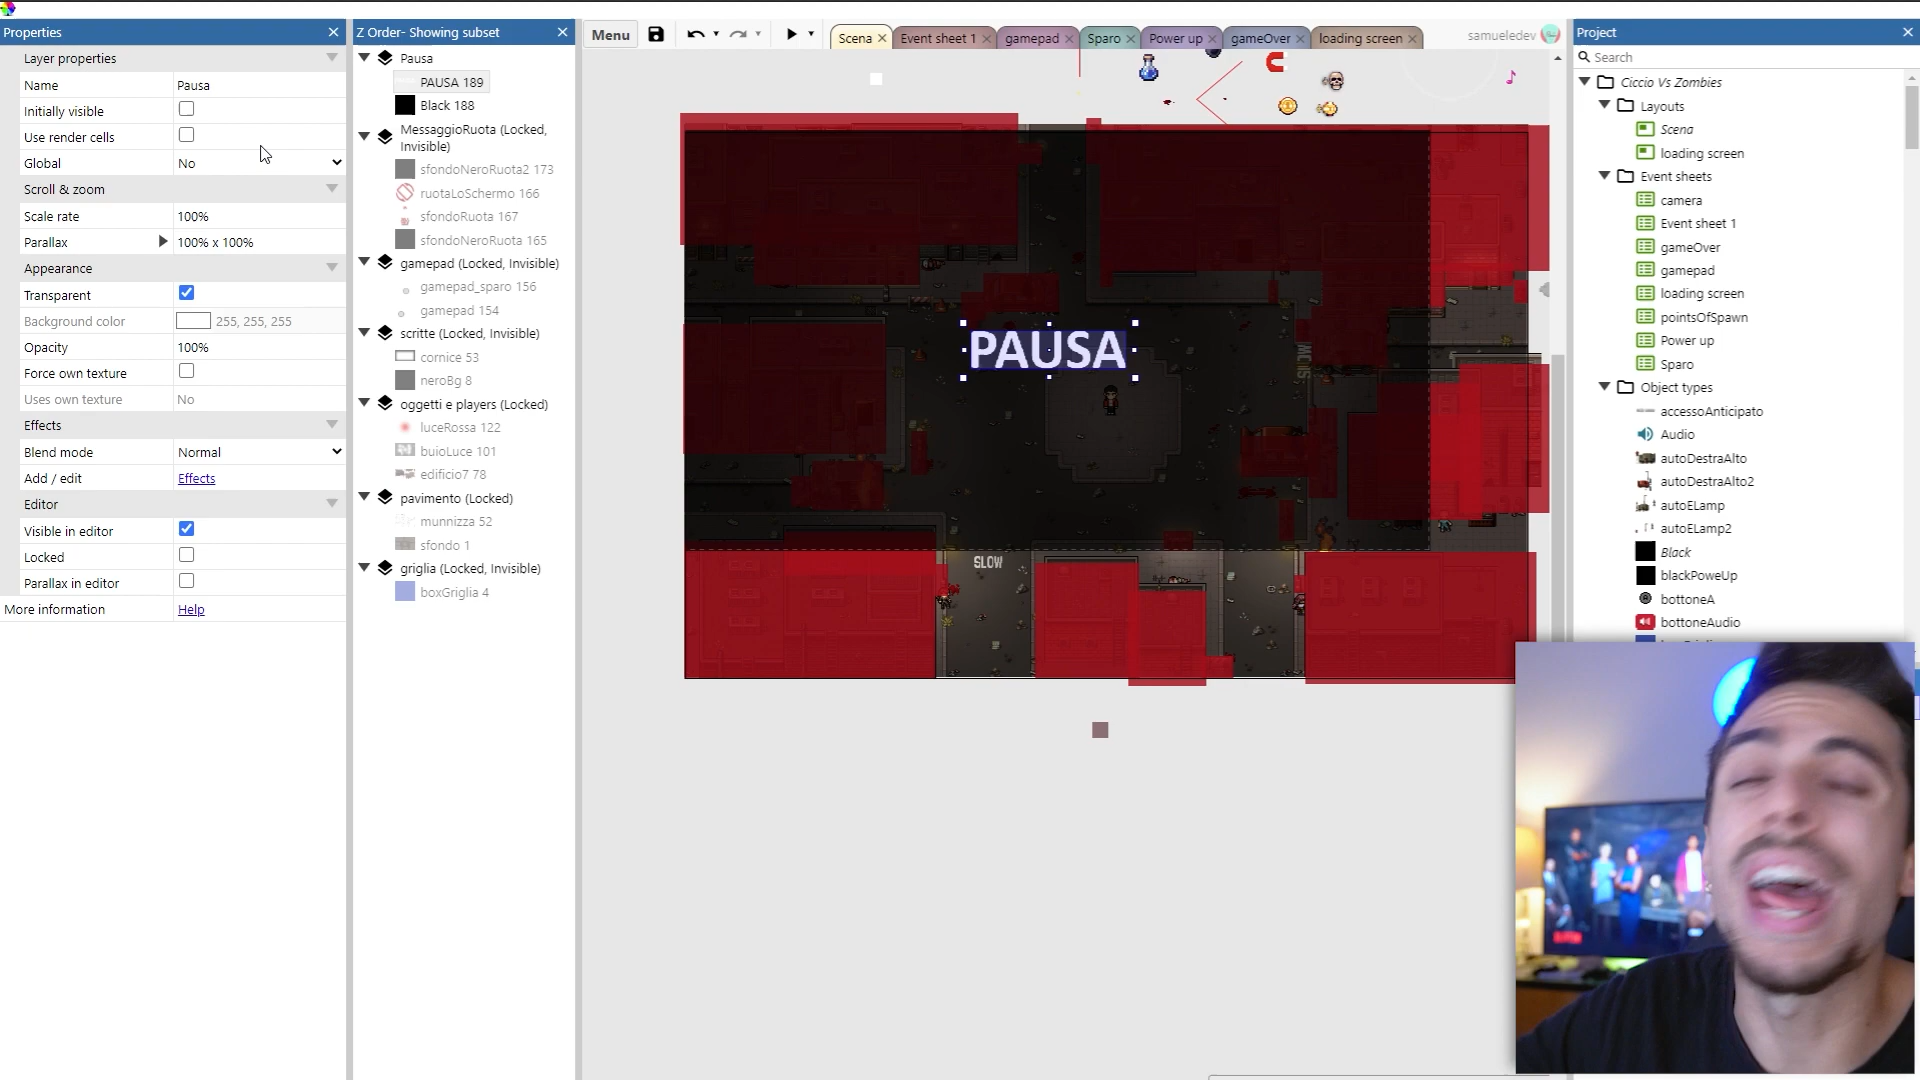 Properties
Layer properties
Name Pausa
Initially visible
Use render cells
Global No
Scroll & zoom
Scale rate 100%
Parallax 100% x 100%
Appearance
Transparent
Background color 255, 255, 255
Opacity 100%
Force own texture
Uses own texture No
Effects
Blend mode Normal
Add / edit Effects
Editor
Visible in editor
Locked
Parallax in editor
More information Help
Z Order- Showing subset
Pausa
PAUSA 189
Black 188
MessaggioRuota (Locked,
Invisible)
sfondoNeroRuota2 173
ruotaLoSchermo 166
sfondoRuota 167
sfondoNeroRuota 165
gamepad (Locked, Invisible)
gamepad_sparo 156
gamepad 154
scritte (Locked, Invisible)
cornice 53
neroBg 8
oggetti e players (Locked)
luceRossa 122
buioLuce 101
edificio7 78
pavimento (Locked)
munnizza 52
sfondo 1
griglia (Locked, Invisible)
boxGriglia 4
Menu
Scena
Event sheet 1
gamepad
Sparo
Power up
gameOver
loading screen
samueledev
PAUSA
SLOW
Project
Search
Ciccio Vs Zombies
Layouts
Scena
loading screen
Event sheets
camera
Event sheet 1
gameOver
gamepad
loading screen
pointsOfSpawn
Power up
Sparo
Object types
accessoAnticipato
Audio
autoDestraAlto
autoDestraAlto2
autoELamp
autoELamp2
Black
blackPoweUp
bottoneA
bottoneAudio